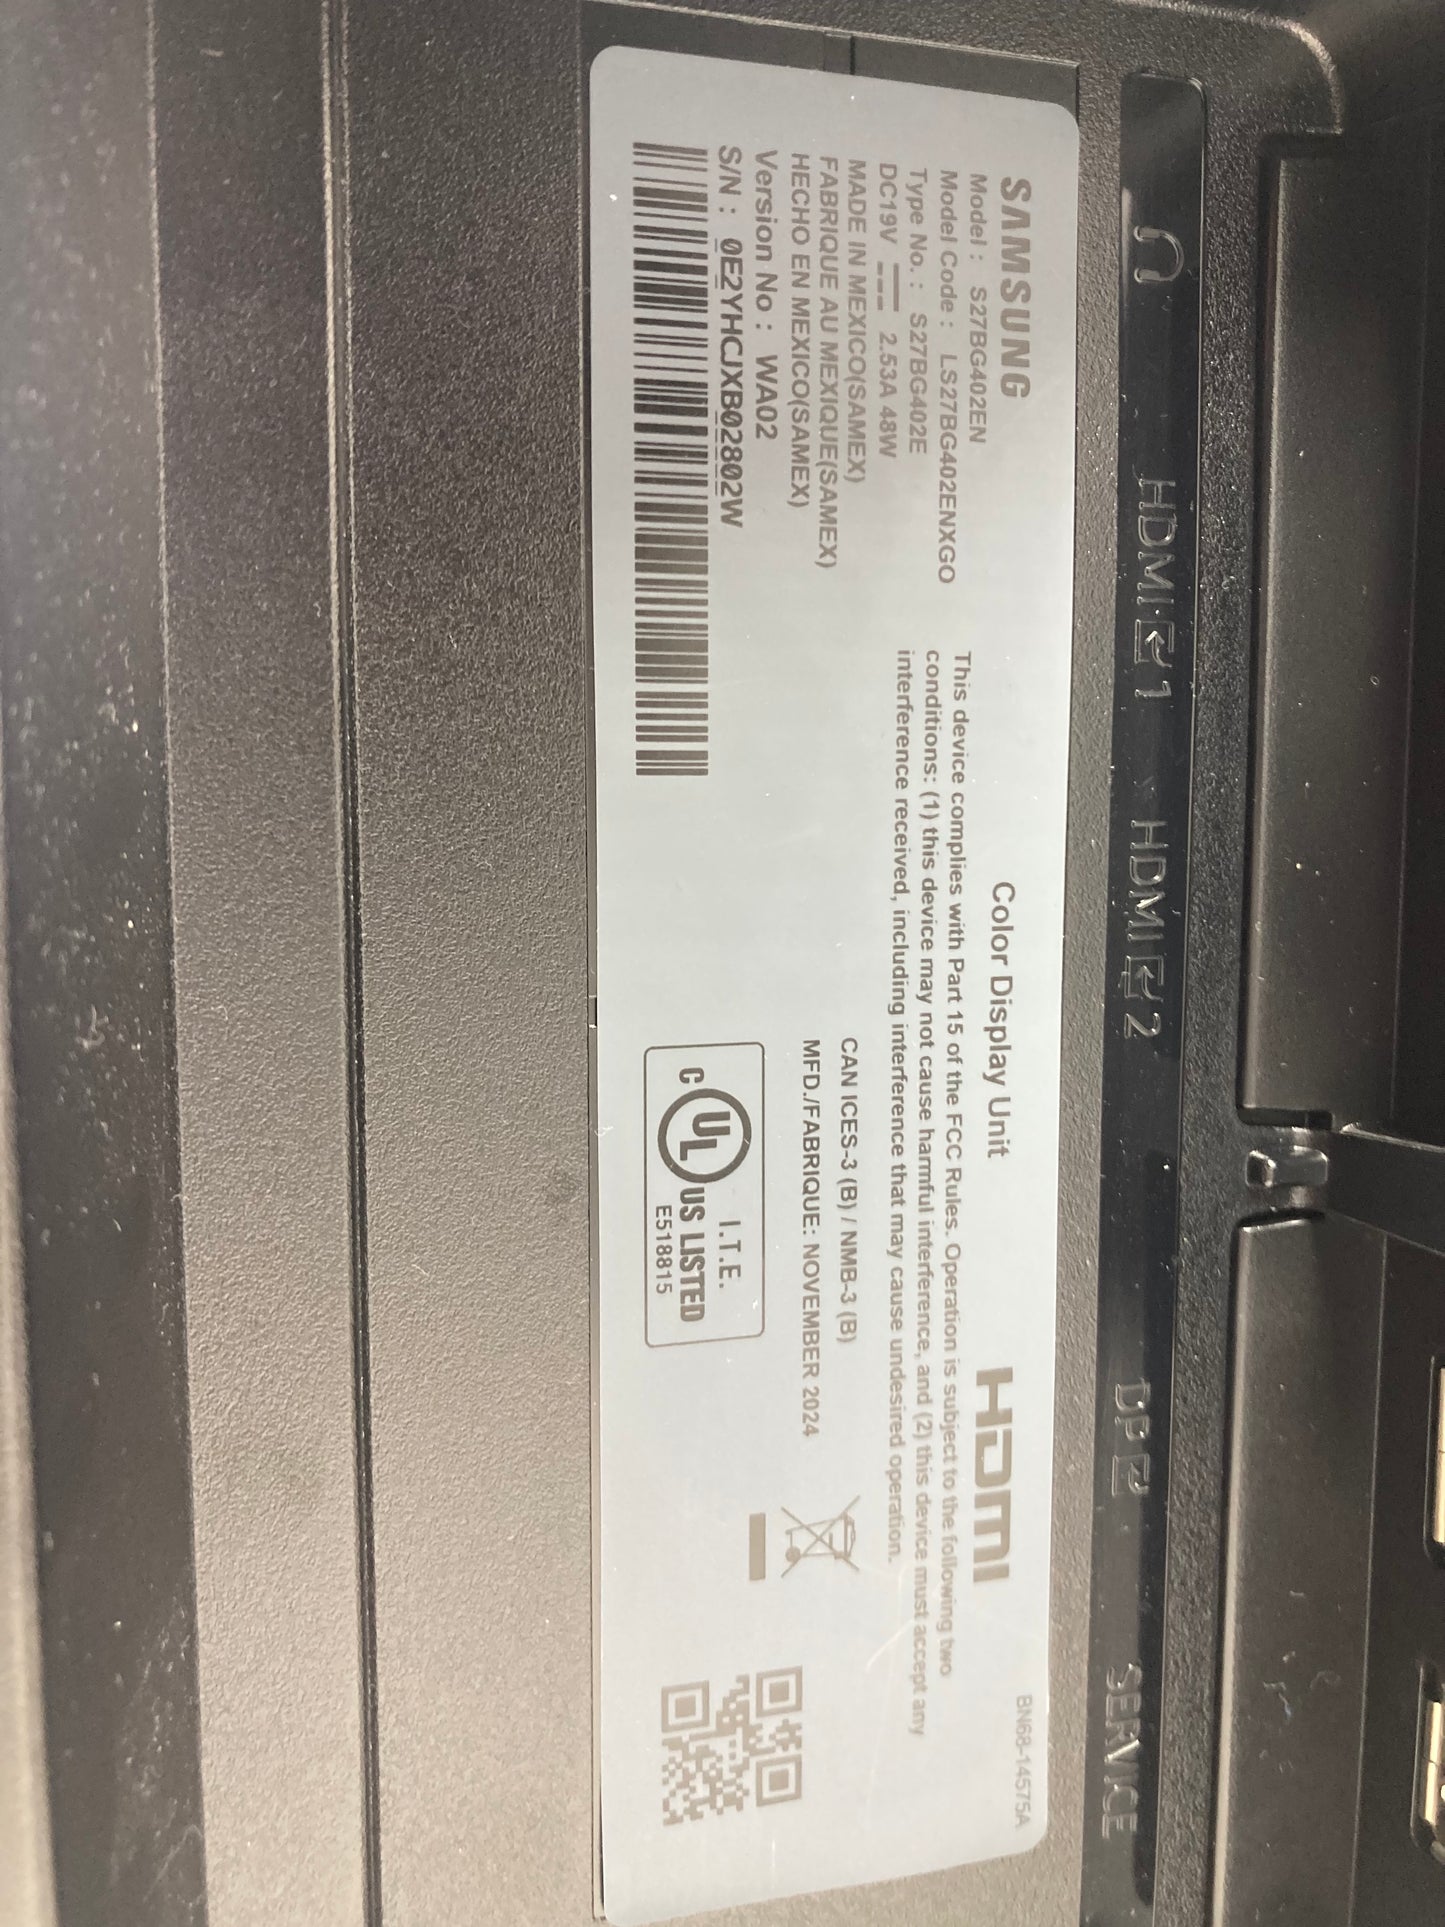 HDMI 1
HDMI 2
DP
SERVICE
SAMSUNG
Model : S27BG402EN
Model Code : LS27BG402ENXGO
Type No. : S27BG402E
DC19V 2.53A 48W
MADE IN MEXICO(SAMEX)
FABRIQUE AU MEXIQUE(SAMEX)
HECHO EN MEXICO(SAMEX)
Version No : WA02
S/N : 0E2YHCJXB02802W
Color Display Unit
HDMI
BN68-14575A
This device complies with Part 15 of the FCC Rules. Operation is subject to the following two
conditions: (1) this device may not cause harmful interference, and (2) this device must accept any
interference received, including interference that may cause undesired operation.
CAN ICES-3 (B) / NMB-3 (B)
MFD./FABRIQUE: NOVEMBER 2024
I.T.E.
C UL US LISTED
E518815